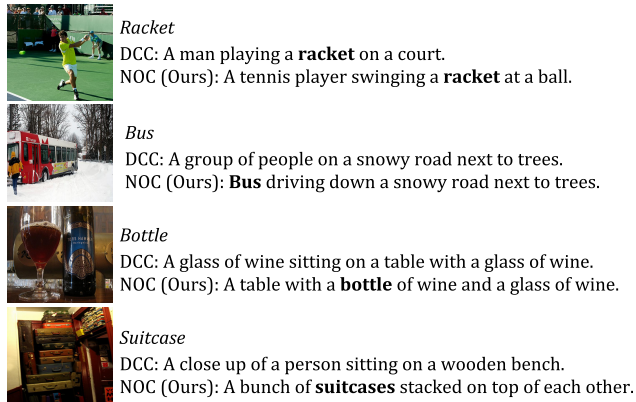 Racket
DCC: A man playing a racket on a court.
NOC (Ours): A tennis player swinging a racket at a ball.
Bus
DCC: A group of people on a snowy road next to trees.
NOC (Ours): Bus driving down a snowy road next to trees.
Bottle
DCC: A glass of wine sitting on a table with a glass of wine.
NOC (Ours): A table with a bottle of wine and a glass of wine.
Suitcase
DCC: A close up of a person sitting on a wooden bench.
NOC (Ours): A bunch of suitcases stacked on top of each other.